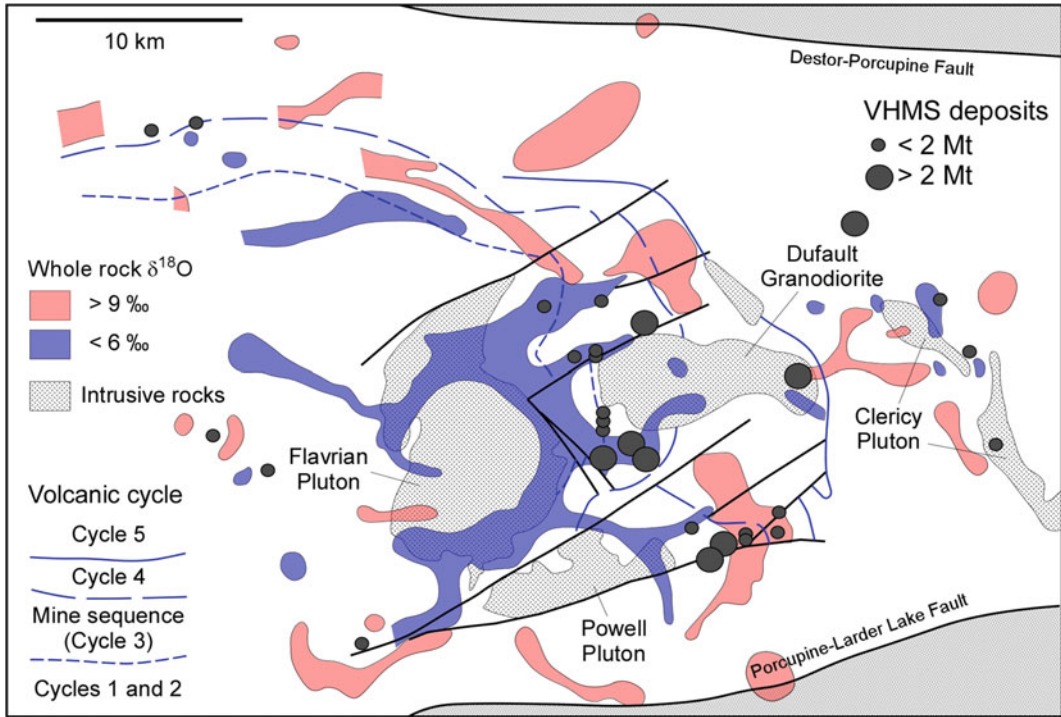 10 km
Destor-Porcupine Fault
VHMS deposits
< 2 Mt
> 2 Mt
Dufault
Granodiorite
Whole rock δ¹⁸O
> 9 ‰
< 6 ‰
Intrusive rocks
Flavrian
Pluton
Clericy
Pluton
Volcanic cycle
Cycle 5
Cycle 4
Mine sequence
(Cycle 3)
Cycles 1 and 2
Powell
Pluton
Porcupine-Larder Lake Fault